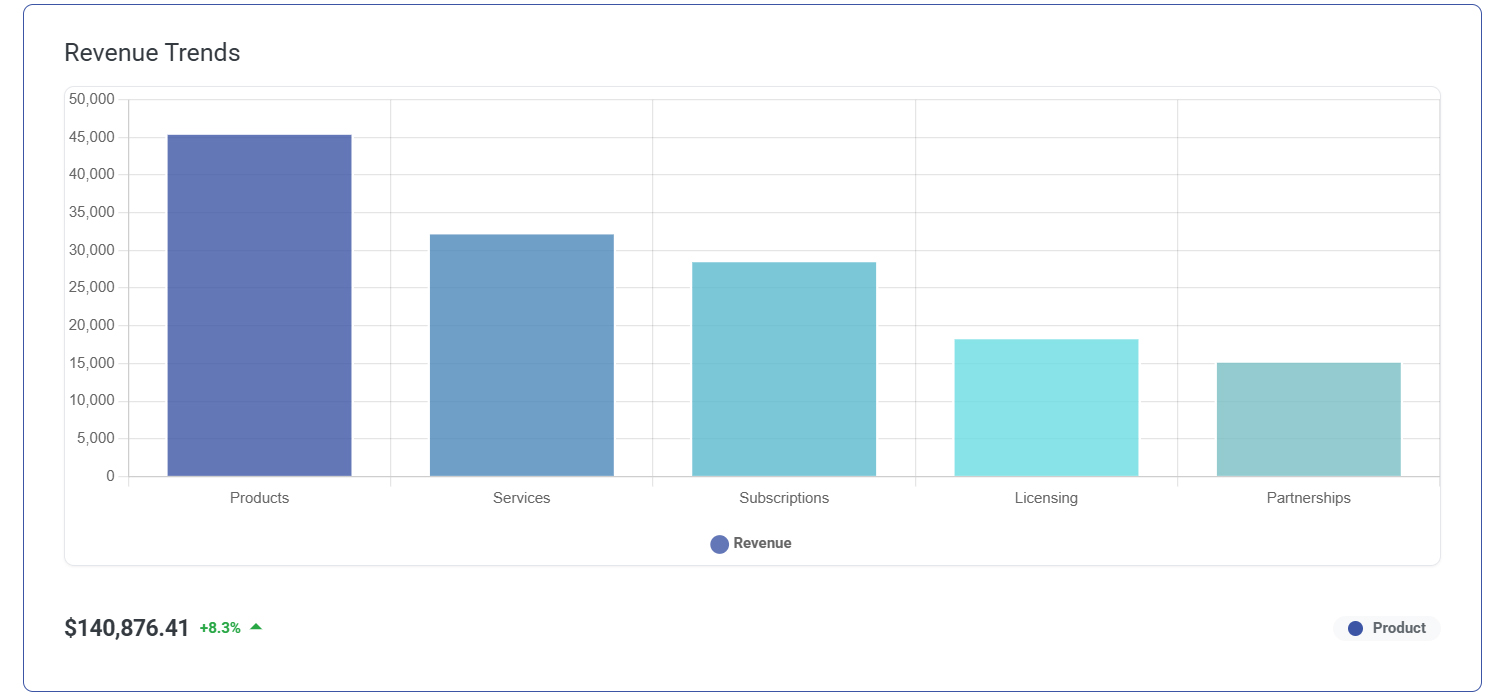 Revenue Trends
50,000
45,000
40,000
35,000
30,000
25,000
20,000
15,000
10,000
5,000
0
Products Services Subscriptions Licensing Partnerships
Revenue
$140,876.41 +8.3% Product